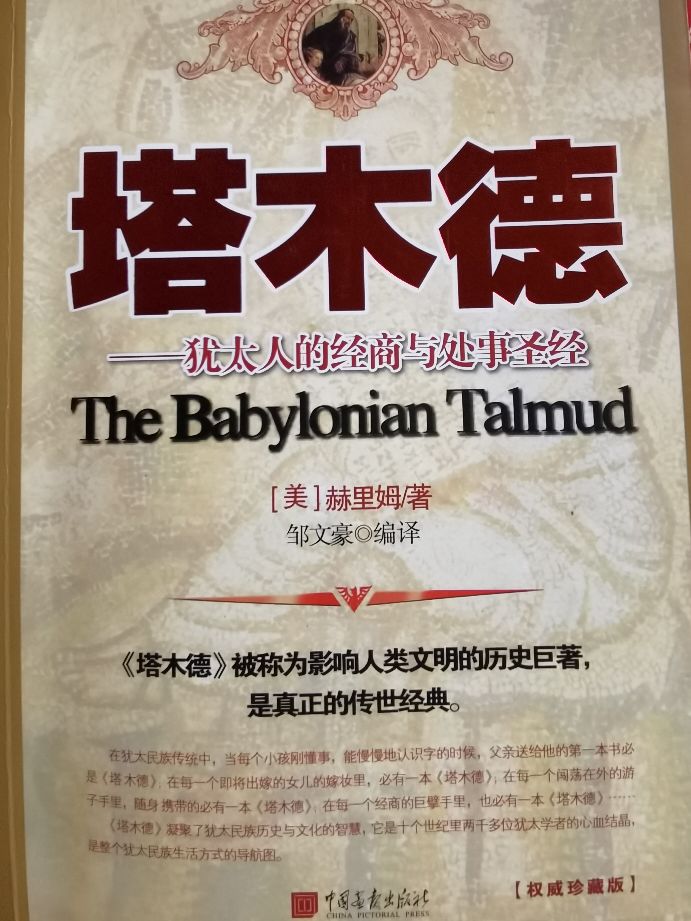 塔木德
——犹太人的经商与处事圣经
The Babylonian Talmud
[美]赫里姆/著
邹文豪◎编译
《塔木德》被称为影响人类文明的历史巨著，
是真正的传世经典。
在犹太民族传统中，当每个小孩刚懂事，能慢慢地认识字的时候，父亲送给他的第一本书必
是《塔木德》；在每一个即将出嫁的女儿的嫁妆里，必有一本《塔木德》；在每一个闯荡在外的游
子手里，随身携带的必有一本《塔木德》；在每一个经商的巨擘手里，也必有一本《塔木德》……
《塔木德》凝聚了犹太民族历史与文化的智慧，它是十个世纪里两千多位犹太学者的心血结晶，
是整个犹太民族生活方式的导航图。
【权威珍藏版】
中国画报出版社
CHINA PICTORIAL PRESS